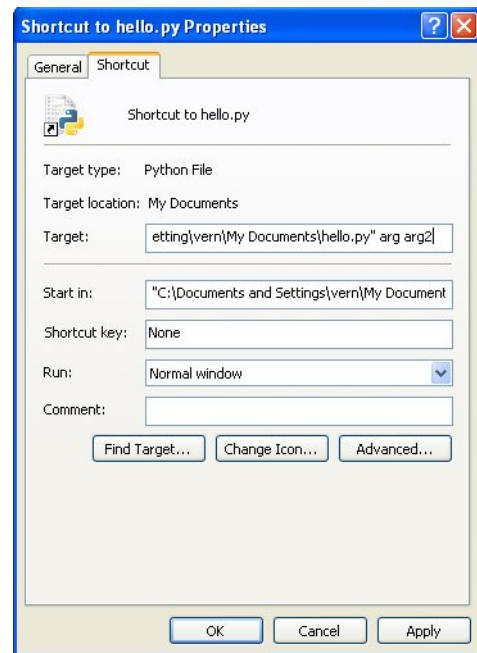 Shortcut to hello.py Properties
General Shortcut
Shortcut to hello.py
Target type: Python File
Target location: My Documents
Target: etting\vern\My Documents\hello.py" arg arg2
Start in: "C:\Documents and Settings\vern\My Document
Shortcut key: None
Run: Normal window
Comment:
Find Target... Change Icon... Advanced...
OK Cancel Apply